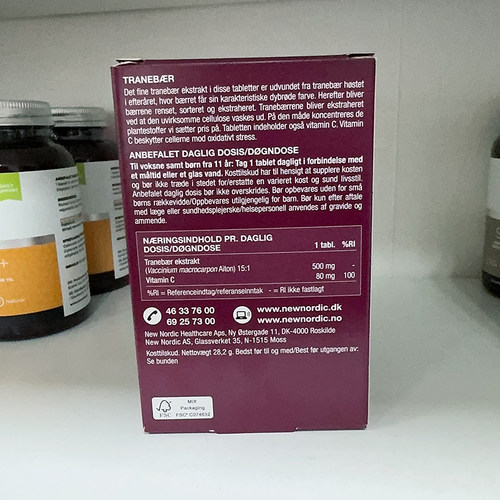 TRANEBÆR
Det fine tranebær ekstrakt i disse tabletter er udvundet fra tranebær høstet
i efteråret, hvor bærret får sin karakteristiske dybrøde farve. Herefter bliver
bærrene renset, sorteret og ekstraheret. Tranebærrene bliver ekstraheret
ved at den uvirksomme cellulose vaskes ud. På den måde koncentreres de
plantestoffer vi sætter pris på. Tabletten indeholder også vitamin C. Vitamin
C beskytter cellerne mod oxidativt stress.
ANBEFALET DAGLIG DOSIS/DØGNDOSE
Til voksne samt børn fra 11 år: Tag 1 tablet dagligt i forbindelse med
et måltid eller et glas vand. Kosttilskud har til hensigt at supplere kosten
og bør ikke træde i stedet for/erstatte en varieret kost og sund livsstil.
Anbefalet daglig dosis bør ikke overskrides. Bør opbevares uden for små
børns rækkevidde/Oppbevares utilgjengelig for barn. Bør kun efter aftale
med læge eller sundhedsplejerske/helsepersonell anvendes af gravide og
ammende.
NÆRINGSINDHOLD PR. DAGLIG
DOSIS/DØGNDOSE 1 tabl. %RI
Tranebær ekstrakt
(Vaccinium macrocarpon Aiton) 15:1 500 mg -
Vitamin C 80 mg 100
%RI = Referenceindtag/referanseinntak - = RI ikke fastlagt
46 33 76 00 www.newnordic.dk
69 25 73 00 www.newnordic.no
New Nordic Healthcare Aps, Ny Østergade 11, DK-4000 Roskilde
New Nordic AS, Glassverket 35, N-1515 Moss
Kosttilskud. Nettovægt 28,2 g. Bedst før til og med/Best før utgangen av:
Se bunden
MIX
Packaging
FSC
FSC® C074632